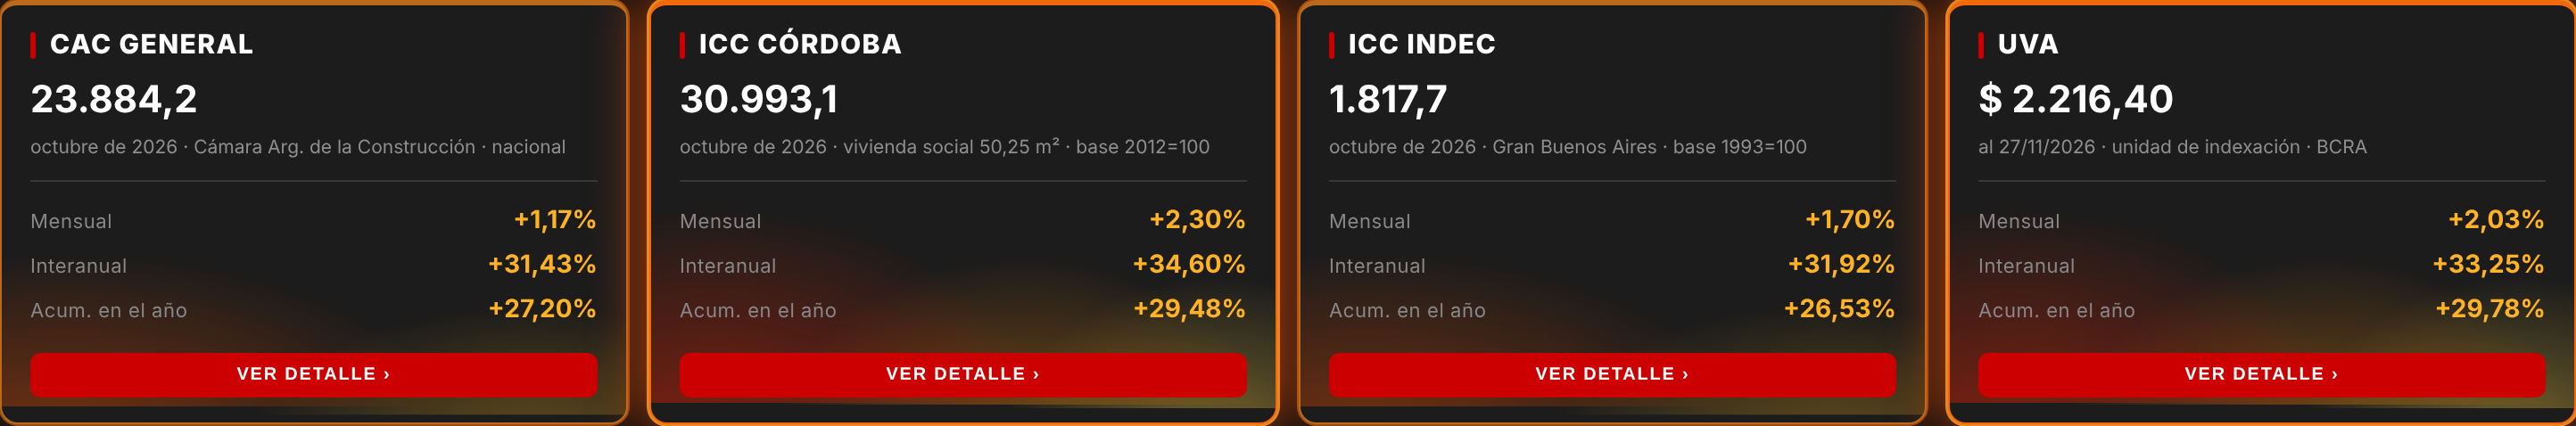 CAC GENERAL
23.884,2
octubre de 2026 · Cámara Arg. de la Construcción · nacional
Mensual +1,17%
Interanual +31,43%
Acum. en el año +27,20%
VER DETALLE ›
ICC CÓRDOBA
30.993,1
octubre de 2026 · vivienda social 50,25 m² · base 2012=100
Mensual +2,30%
Interanual +34,60%
Acum. en el año +29,48%
VER DETALLE ›
ICC INDEC
1.817,7
octubre de 2026 · Gran Buenos Aires · base 1993=100
Mensual +1,70%
Interanual +31,92%
Acum. en el año +26,53%
VER DETALLE ›
UVA
$ 2.216,40
al 27/11/2026 · unidad de indexación · BCRA
Mensual +2,03%
Interanual +33,25%
Acum. en el año +29,78%
VER DETALLE ›